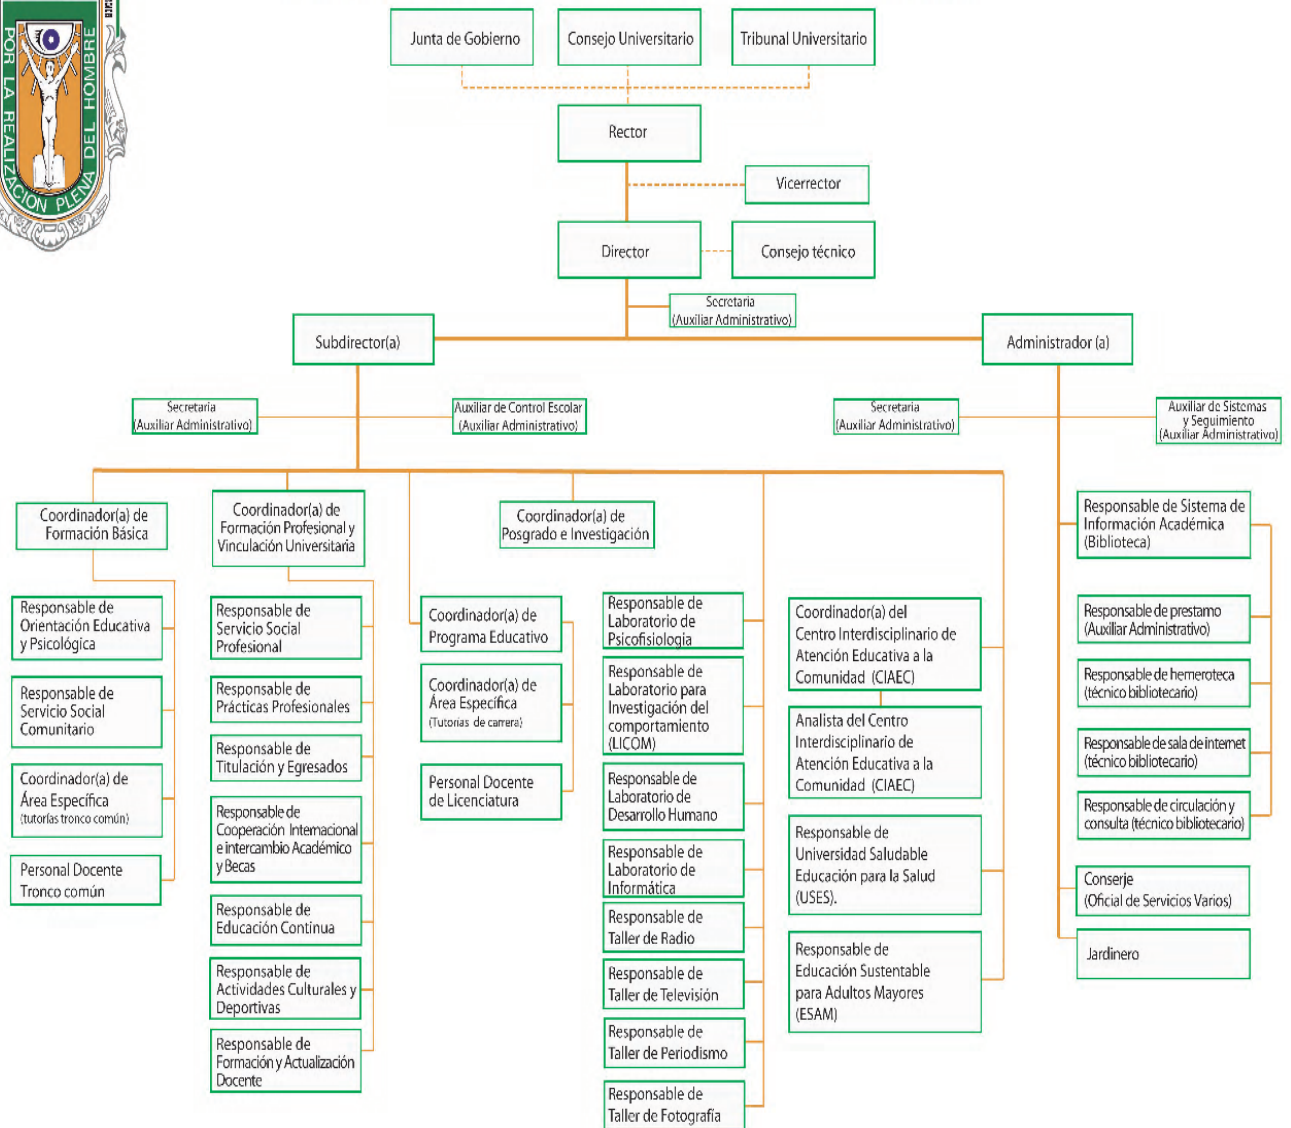 POR LA REALIZACIÓN PLENA DEL HOMBRE
Junta de Gobierno
Consejo Universitario
Tribunal Universitario
Rector
Vicerrector
Director
Consejo técnico
Secretaria
(Auxiliar Administrativo)
Subdirector(a)
Administrador (a)
Secretaria
(Auxiliar Administrativo)
Auxiliar de Control Escolar
(Auxiliar Administrativo)
Secretaria
(Auxiliar Administrativo)
Auxiliar de Sistemas
y Seguimiento
(Auxiliar Administrativo)
Coordinador(a) de
Formación Básica
Coordinador(a) de
Formación Profesional y
Vinculación Universitaria
Coordinador(a) de
Posgrado e Investigación
Responsable de Sistema de
Información Académica
(Biblioteca)
Responsable de
Orientación Educativa
y Psicológica
Responsable de
Servicio Social
Comunitario
Coordinador(a) de
Área Específica
(tutorías tronco común)
Personal Docente
Tronco común
Responsable de
Servicio Social
Profesional
Responsable de
Prácticas Profesionales
Responsable de
Titulación y Egresados
Responsable de
Cooperación Internacional
e intercambio Académico
y Becas
Responsable de
Educación Continua
Responsable de
Actividades Culturales y
Deportivas
Responsable de
Formación y Actualización
Docente
Coordinador(a) de
Programa Educativo
Coordinador(a) de
Área Específica
(Tutorias de carrera)
Personal Docente
de Licenciatura
Responsable de
Laboratorio de
Psicofisiologia
Responsable de
Laboratorio para
Investigación del
comportamiento
(LICOM)
Responsable de
Laboratorio de
Desarrollo Humano
Responsable de
Laboratorio de
Informática
Responsable de
Taller de Radio
Responsable de
Taller de Televisión
Responsable de
Taller de Periodismo
Responsable de
Taller de Fotografía
Coordinador(a) del
Centro Interdisciplinario de
Atención Educativa a la
Comunidad (CIAEC)
Analista del Centro
Interdisciplinario de
Atención Educativa a la
Comunidad (CIAEC)
Responsable de
Universidad Saludable
Educación para la Salud
(USES).
Responsable de
Educación Sustentable
para Adultos Mayores
(ESAM)
Responsable de prestamo
(Auxiliar Administrativo)
Responsable de hemeroteca
(técnico bibliotecario)
Responsable de sala de internet
(técnico bibliotecario)
Responsable de circulación y
consulta (técnico bibliotecario)
Conserje
(Oficial de Servicios Varios)
Jardinero